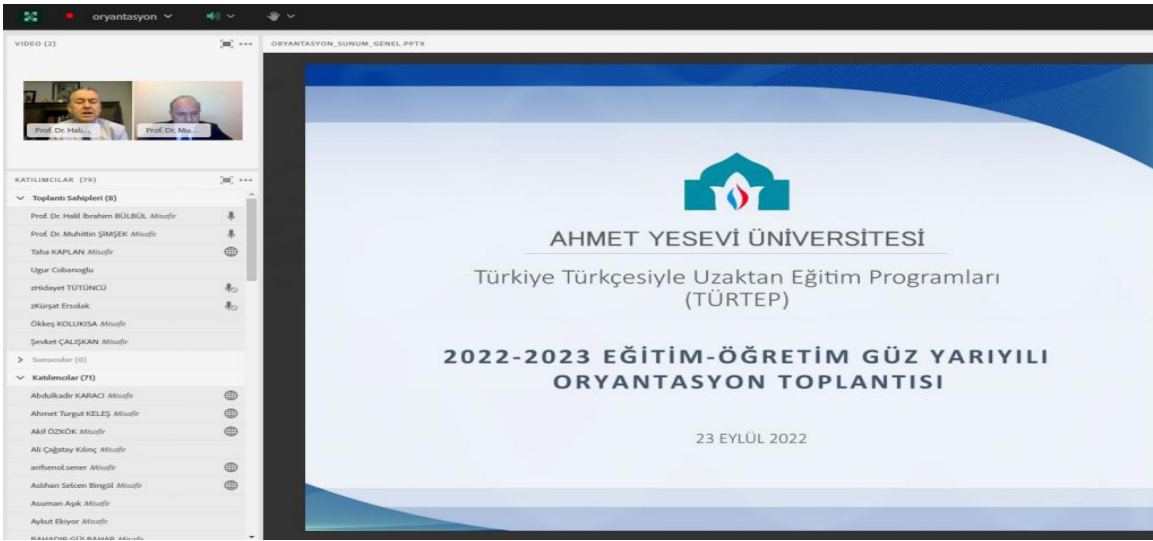 oryantasyon
VIDEO (2)
ORYANTASYON_SUNUM_GENEL.PPTX
Prof. Dr. Hali...
Prof. Dr. Mu...
KATILIMCILAR (79)
Toplantı Sahipleri (8)
Prof. Dr. Halil İbrahim BÜLBÜL Misafir
Prof. Dr. Muhittin ŞİMŞEK Misafir
Taha KAPLAN Misafir
Ugur Cobanoglu
zHidayet TÜTÜNCÜ
zKürşat Ersolak
Ökkeş KOLUKISA Misafir
Şevket ÇALIŞKAN Misafir
Sunucular (0)
Katılımcılar (71)
Abdulkadir KARACI Misafir
Ahmet Turgut KELEŞ Misafir
Akif ÖZKÖK Misafir
Ali Çağatay Kılınç Misafir
arifsenol.sener Misafir
Aslıhan Selcen Bingöl Misafir
Asuman Aşık Misafir
Aykut Ekiyor Misafir
BAHADIR GÜLBAHAR Misafir
AHMET YESEVİ ÜNİVERSİTESİ
Türkiye Türkçesiyle Uzaktan Eğitim Programları
(TÜRTEP)
2022-2023 EĞİTİM-ÖĞRETİM GÜZ YARIYILI
ORYANTASYON TOPLANTISI
23 EYLÜL 2022